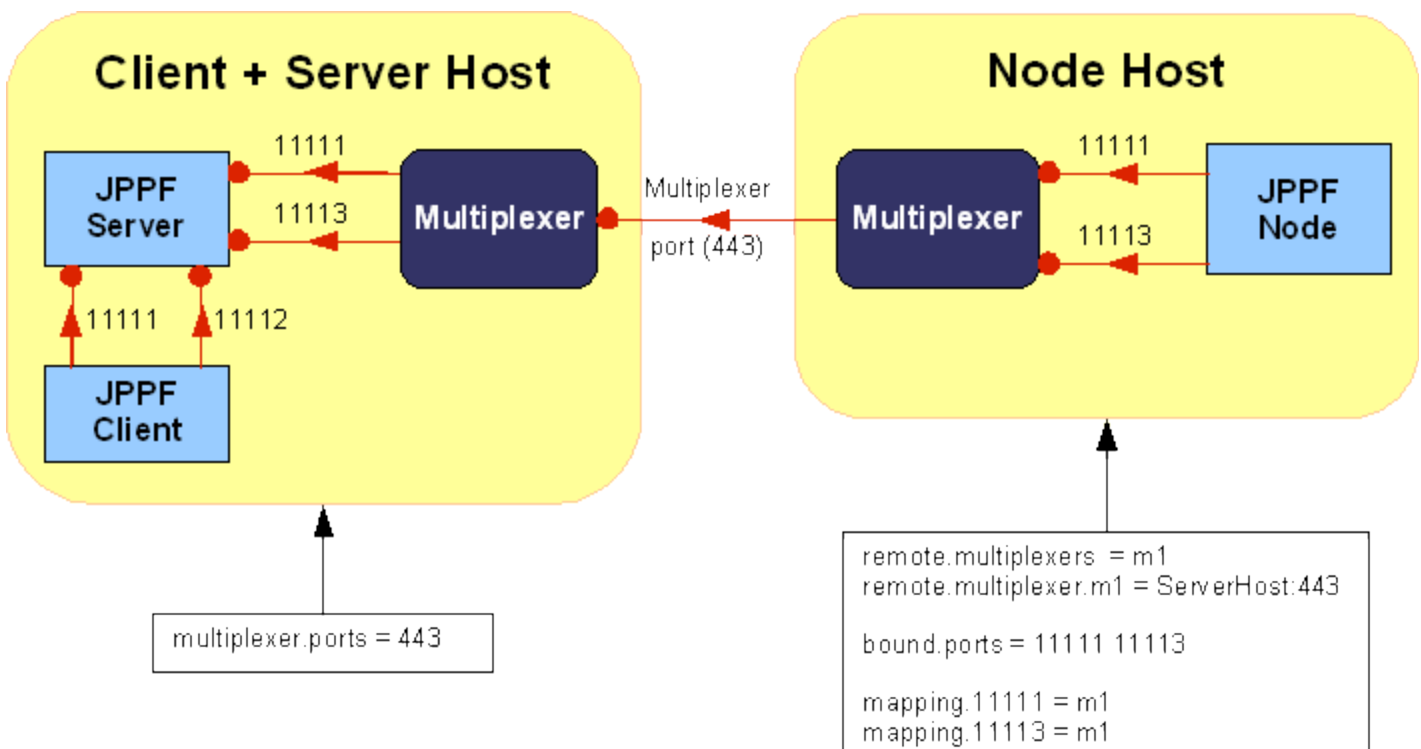 Client + Server Host
11111
JPPF
Server
11113
Multiplexer
11111
11112
JPPF
Client
Multiplexer
port (443)
Node Host
Multiplexer
11111
11113
JPPF
Node
multiplexer.ports = 443
remote.multiplexers = m1
remote.multiplexer.m1 = ServerHost:443
bound.ports = 11111 11113
mapping.11111 = m1
mapping.11113 = m1